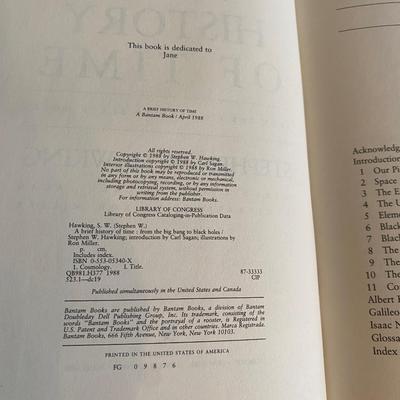 This book is dedicated to
Jane
A BRIEF HISTORY OF TIME
A Bantam Book / April 1988
All rights reserved.
Copyright © 1988 by Stephen W. Hawking.
Introduction copyright © 1988 by Carl Sagan.
Interior illustrations copyright © 1988 by Ron Miller.
No part of this book may be reproduced or transmitted
in any form or by any means, electronic or mechanical,
including photocopying, recording, or by any information
storage and retrieval system, without permission in
writing from the publisher.
For information address: Bantam Books.
LIBRARY OF CONGRESS
Library of Congress Cataloging-in-Publication Data
Hawking, S. W. (Stephen W.)
A brief history of time : from the big bang to black holes /
Stephen W. Hawking; introduction by Carl Sagan; illustrations by
Ron Miller.
p. cm.
Includes index.
ISBN 0-553-05340-X
1. Cosmology. I. Title.
QB981.H377 1988
523.1—dc19
87-33333
CIP
Published simultaneously in the United States and Canada
Bantam Books are published by Bantam Books, a division of Bantam
Doubleday Dell Publishing Group, Inc. Its trademark, consisting of the
words "Bantam Books" and the portrayal of a rooster, is Registered in
U.S. Patent and Trademark Office and in other countries. Marca Registrada.
Bantam Books, 666 Fifth Avenue, New York, New York 10103.
PRINTED IN THE UNITED STATES OF AMERICA
FG 0 9 8 7 6
HISTORY
OF TIME
Acknowledg
Introduction
1 Our Pi
2 Space
3 The E
4 The U
5 Elem
6 Black
7 Black
8 The
9 The
10 The
11 Co
Albert
Galileo
Isaac N
Glossa
Index